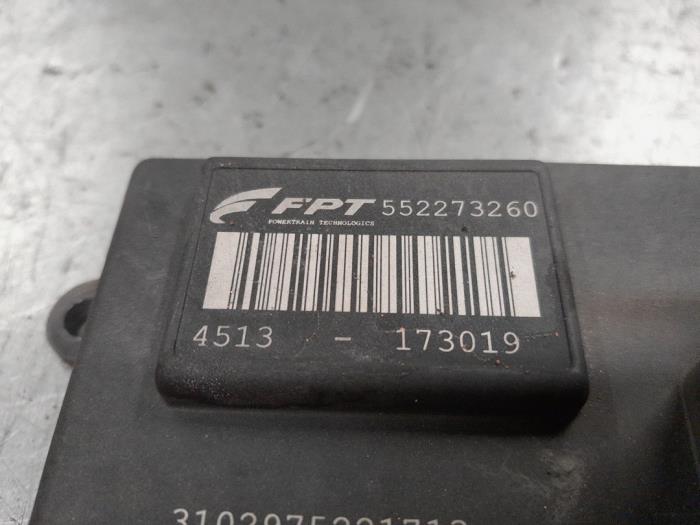 FPT 552273260
POWERTRAIN TECHNOLOGIES
4513 - 173019